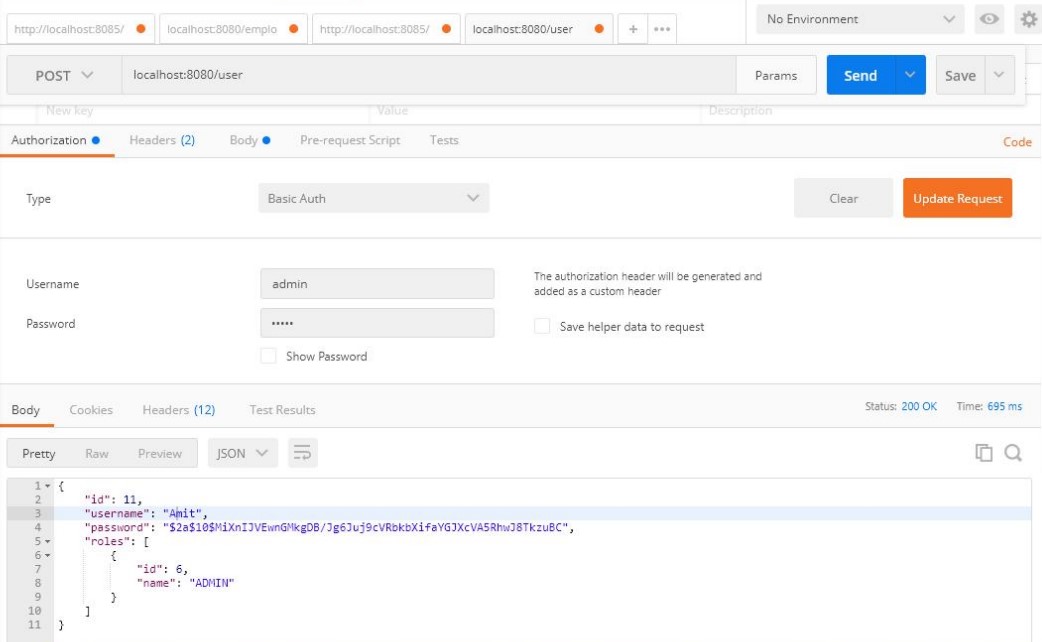 http://localhost:8085/ localhost:8080/emplo http://localhost:8085/ localhost:8080/user + ••• No Environment
POST localhost:8080/user Params Send Save
New key Value Description
Authorization Headers (2) Body Pre-request Script Tests Code
Type Basic Auth Clear Update Request
Username admin The authorization header will be generated and
added as a custom header
Password ••••• Save helper data to request
Show Password
Body Cookies Headers (12) Test Results Status: 200 OK Time: 695 ms
Pretty Raw Preview JSON
1 {
2 "id": 11,
3 "username": "Amit",
4 "password": "$2a$10$MiXnIJVEwnGMkgDB/Jg6Juj9cVRbkbXifaYGJXcVA5RhwJ8TkzuBC",
5 "roles": [
6 {
7 "id": 6,
8 "name": "ADMIN"
9 }
10 ]
11 }